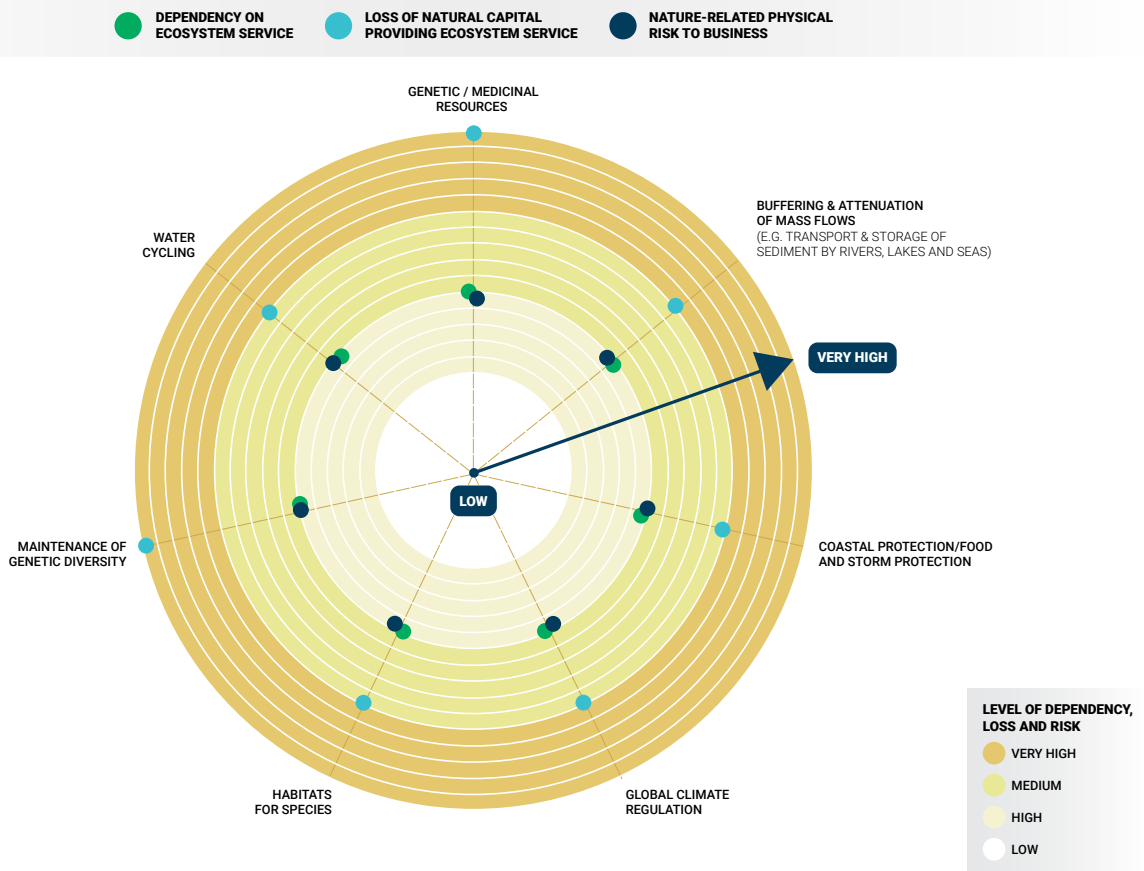 DEPENDENCY ON
ECOSYSTEM SERVICE
LOSS OF NATURAL CAPITAL
PROVIDING ECOSYSTEM SERVICE
NATURE-RELATED PHYSICAL
RISK TO BUSINESS
GENETIC / MEDICINAL
RESOURCES
BUFFERING & ATTENUATION
OF MASS FLOWS
(E.G. TRANSPORT & STORAGE OF
SEDIMENT BY RIVERS, LAKES AND SEAS)
WATER
CYCLING
VERY HIGH
LOW
MAINTENANCE OF
GENETIC DIVERSITY
COASTAL PROTECTION/FOOD
AND STORM PROTECTION
HABITATS
FOR SPECIES
GLOBAL CLIMATE
REGULATION
LEVEL OF DEPENDENCY,
LOSS AND RISK
VERY HIGH
MEDIUM
HIGH
LOW